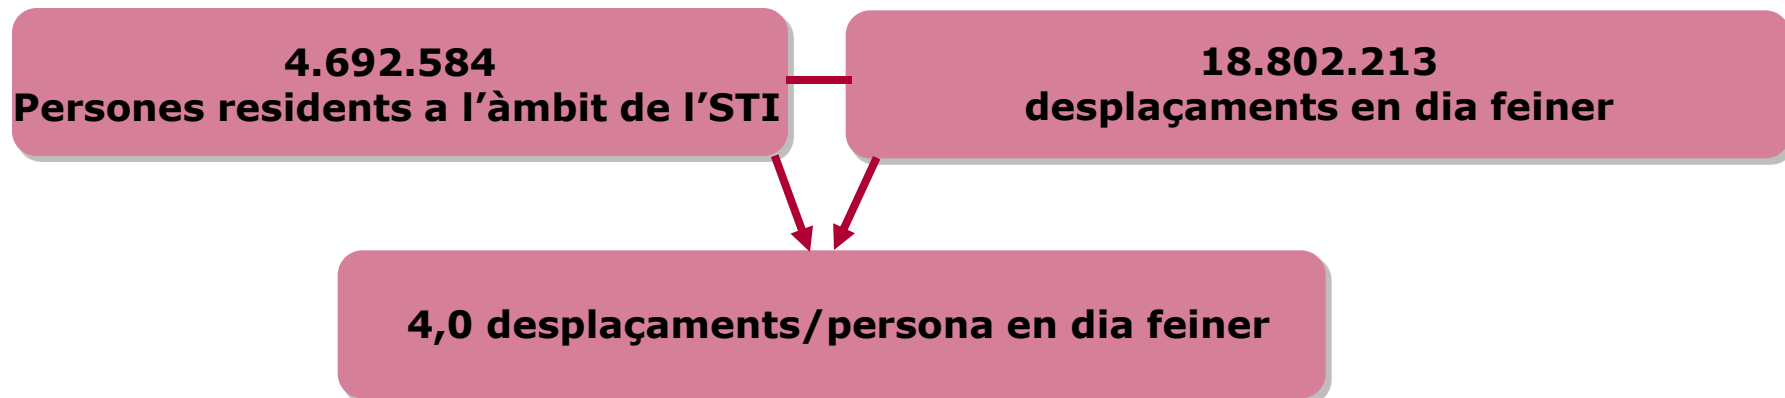 4.692.584
Persones residents a l’àmbit de l’STI
18.802.213
desplaçaments en dia feiner
4,0 desplaçaments/persona en dia feiner